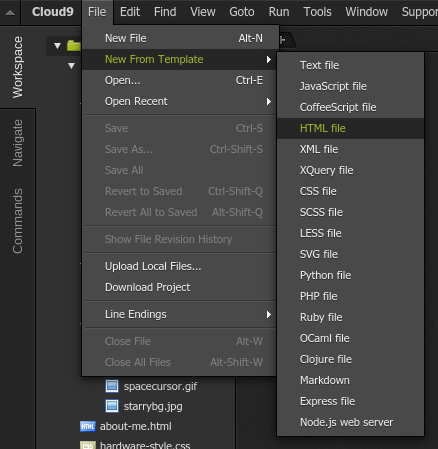 Cloud9 File Edit Find View Goto Run Tools Window Suppor
Workspace
Navigate
Commands
New File Alt-N
New From Template
Open... Ctrl-E
Open Recent
Save Ctrl-S
Save As... Ctrl-Shift-S
Save All
Revert to Saved Ctrl-Shift-Q
Revert All to Saved Alt-Shift-Q
Show File Revision History
Upload Local Files...
Download Project
Line Endings
Close File Alt-W
Close All Files Alt-Shift-W
Text file
JavaScript file
CoffeeScript file
HTML file
XML file
XQuery file
CSS file
SCSS file
LESS file
SVG file
Python file
PHP file
Ruby file
OCaml file
Clojure file
Markdown
Express file
Node.js web server
spacecursor.gif
starrybg.jpg
HTML about-me.html
CSS hardware-style.css